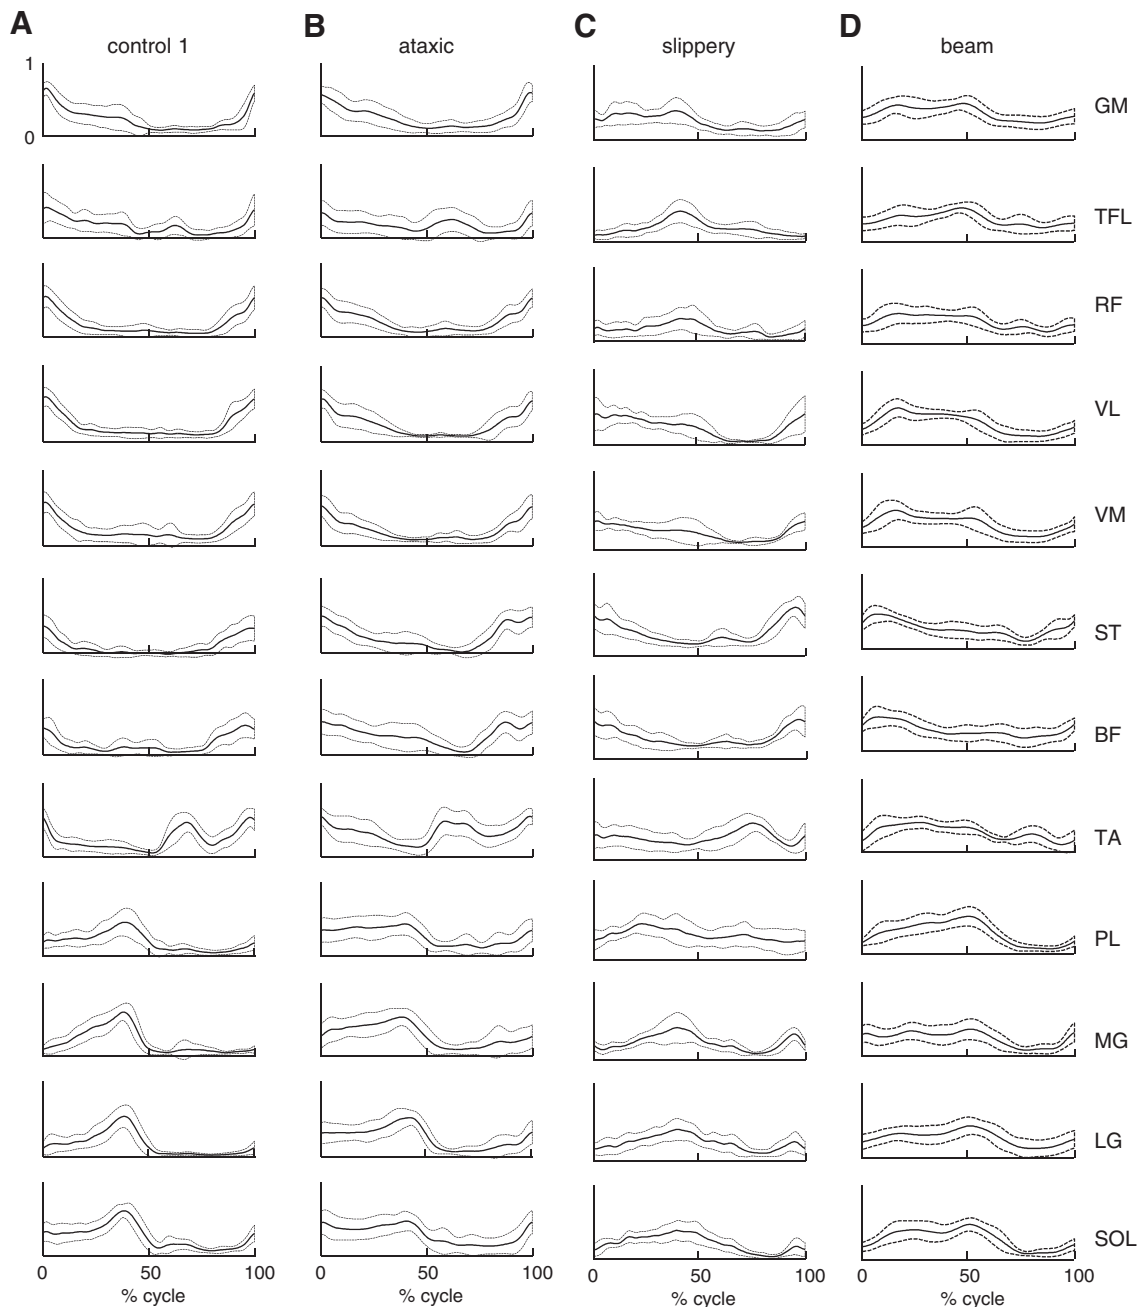 A B C D
control 1 ataxic slippery beam
1
0
GM
TFL
RF
VL
VM
ST
BF
TA
PL
MG
LG
SOL
0 50 100 0 50 100 0 50 100 0 50 100
% cycle % cycle % cycle % cycle